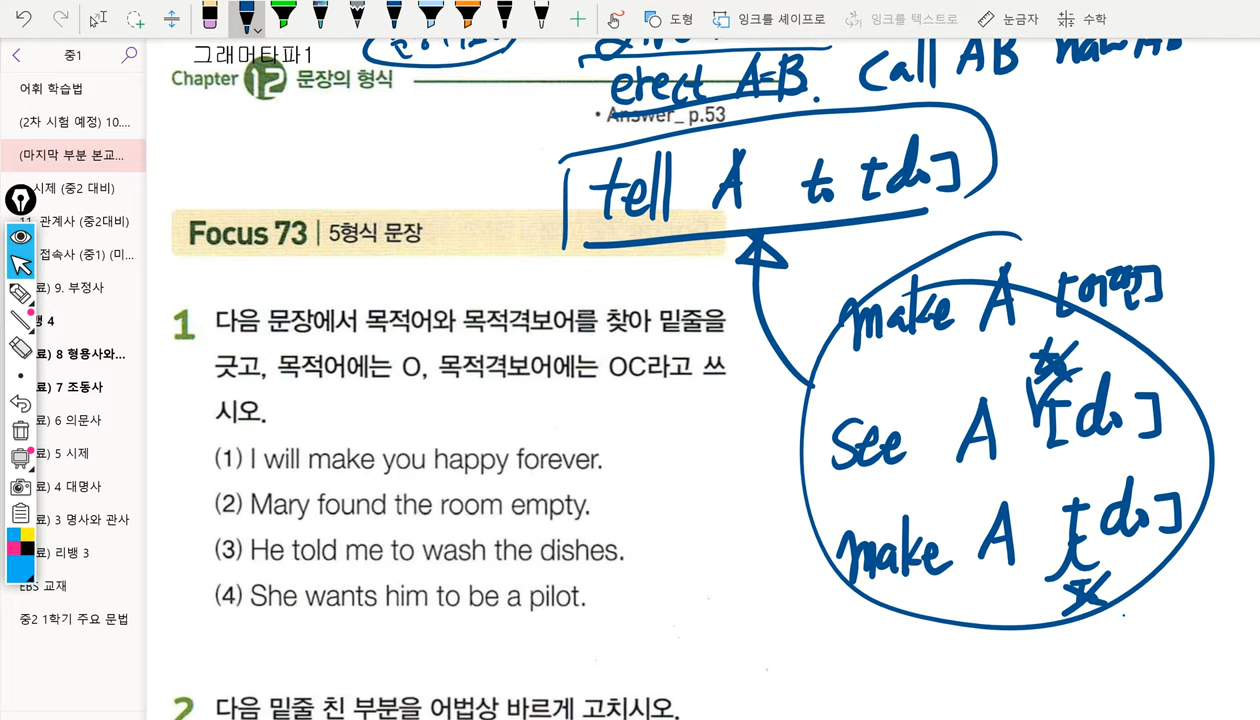 도형
잉크를 셰이프로
잉크를 텍스트로
눈금자
수학
중1
어휘 학습법
(2차 시험 예정) 10....
(마지막 부분 본교...
시제 (중2 대비)
11. 관계사 (중2대비)
접속사 (중1) (미...
료) 9. 부정사
뱅 4
료) 8 형용사와...
료) 7 조동사
료) 6 의문사
료) 5 시제
료) 4 대명사
료) 3 명사와 관사
료) 리뱅 3
EBS 교재
중2 1학기 주요 문법
그래머타파1
Chapter 12 문장의 형식
erect A=B. Call AB
• Answer_ p.53
tell A to [do]
Focus 73 | 5형식 문장
make A [어떤]
see A [do]
make A [do]
1 다음 문장에서 목적어와 목적격보어를 찾아 밑줄을
긋고, 목적어에는 O, 목적격보어에는 OC라고 쓰
시오.
(1) I will make you happy forever.
(2) Mary found the room empty.
(3) He told me to wash the dishes.
(4) She wants him to be a pilot.
2 다음 밑줄 친 부분을 어법상 바르게 고치시오.